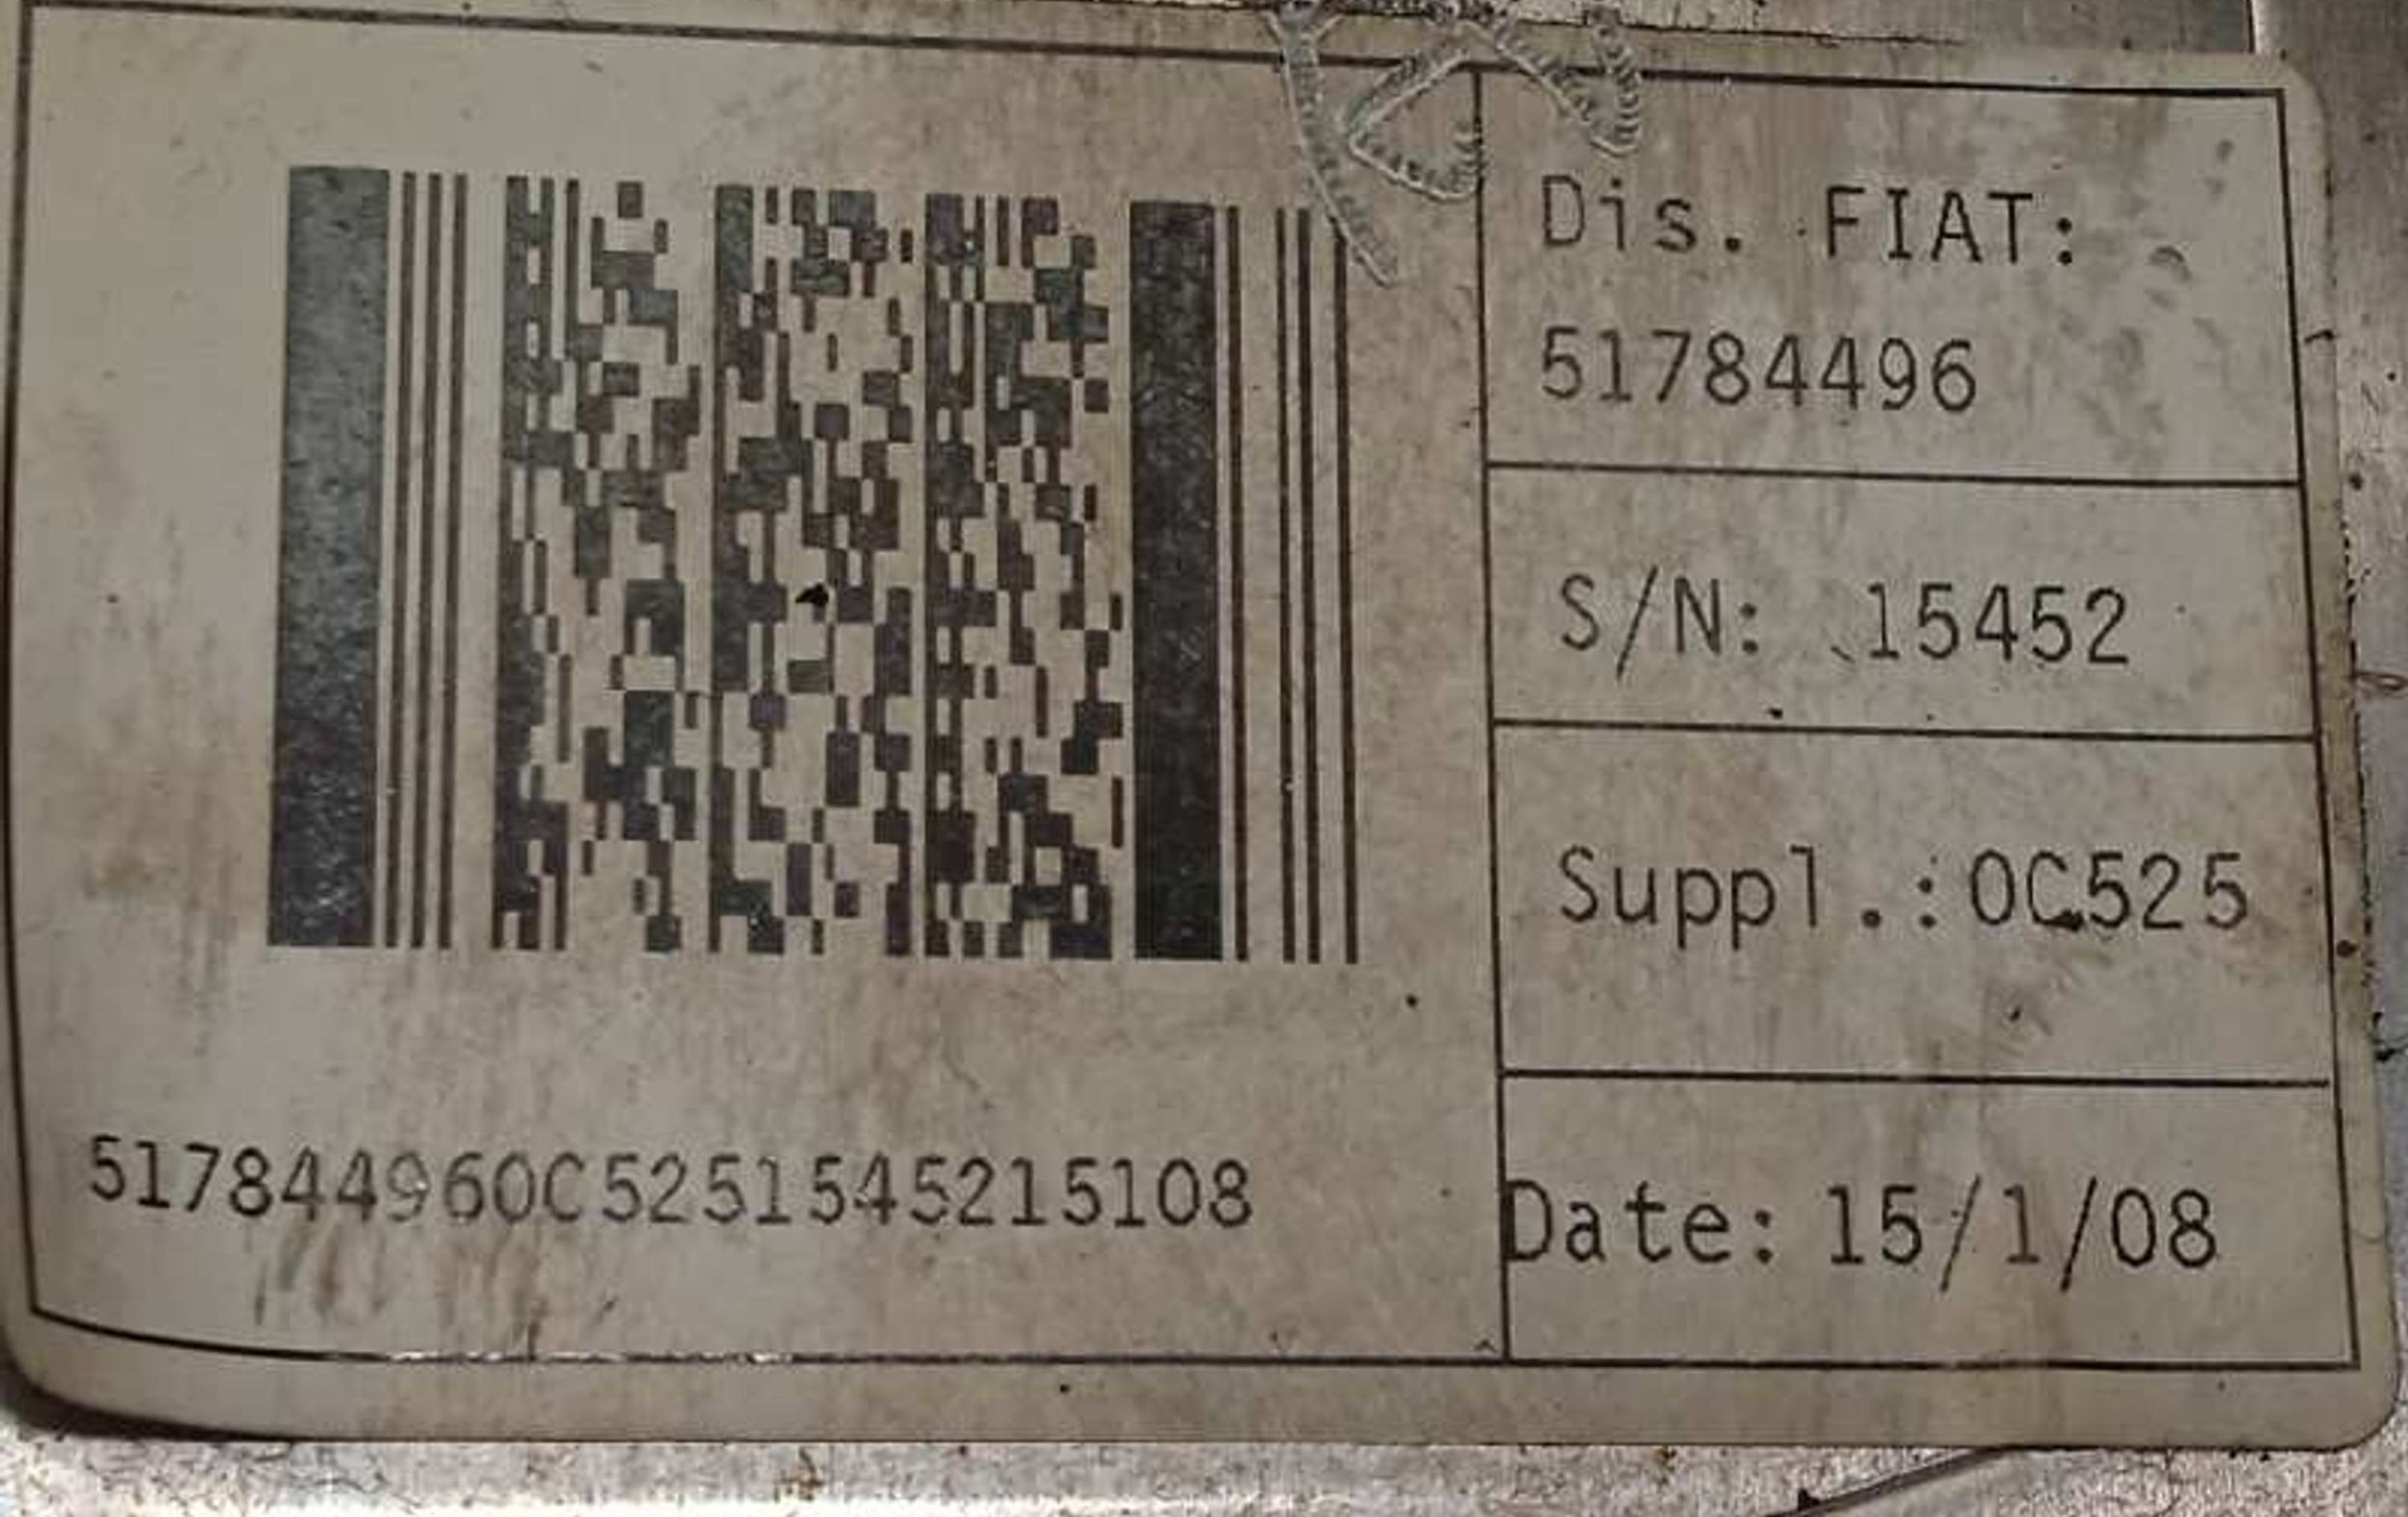 Dis. FIAT:
51784496
S/N: 15452
Suppl.:0C525
Date: 15/1/08
517844960C5251545215108